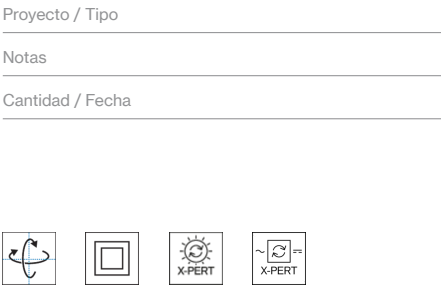 Proyecto / Tipo
Notas
Cantidad / Fecha
X-PERT
X-PERT